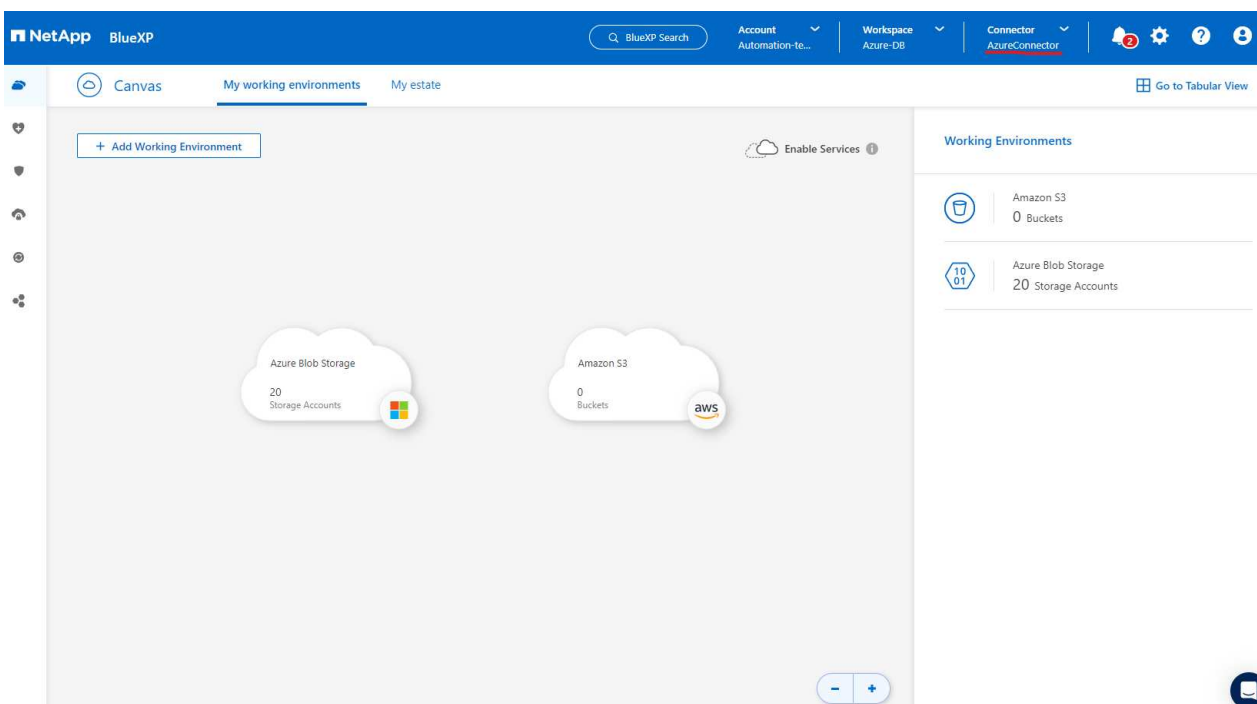 NetApp BlueXP
BlueXP Search
Account
Automation-te...
Workspace
Azure-DB
Connector
AzureConnector
2
Canvas
My working environments
My estate
Go to Tabular View
+ Add Working Environment
Enable Services
Working Environments
Amazon S3
0 Buckets
10
01
Azure Blob Storage
20 Storage Accounts
Azure Blob Storage
20
Storage Accounts
Amazon S3
0
Buckets
aws
- +